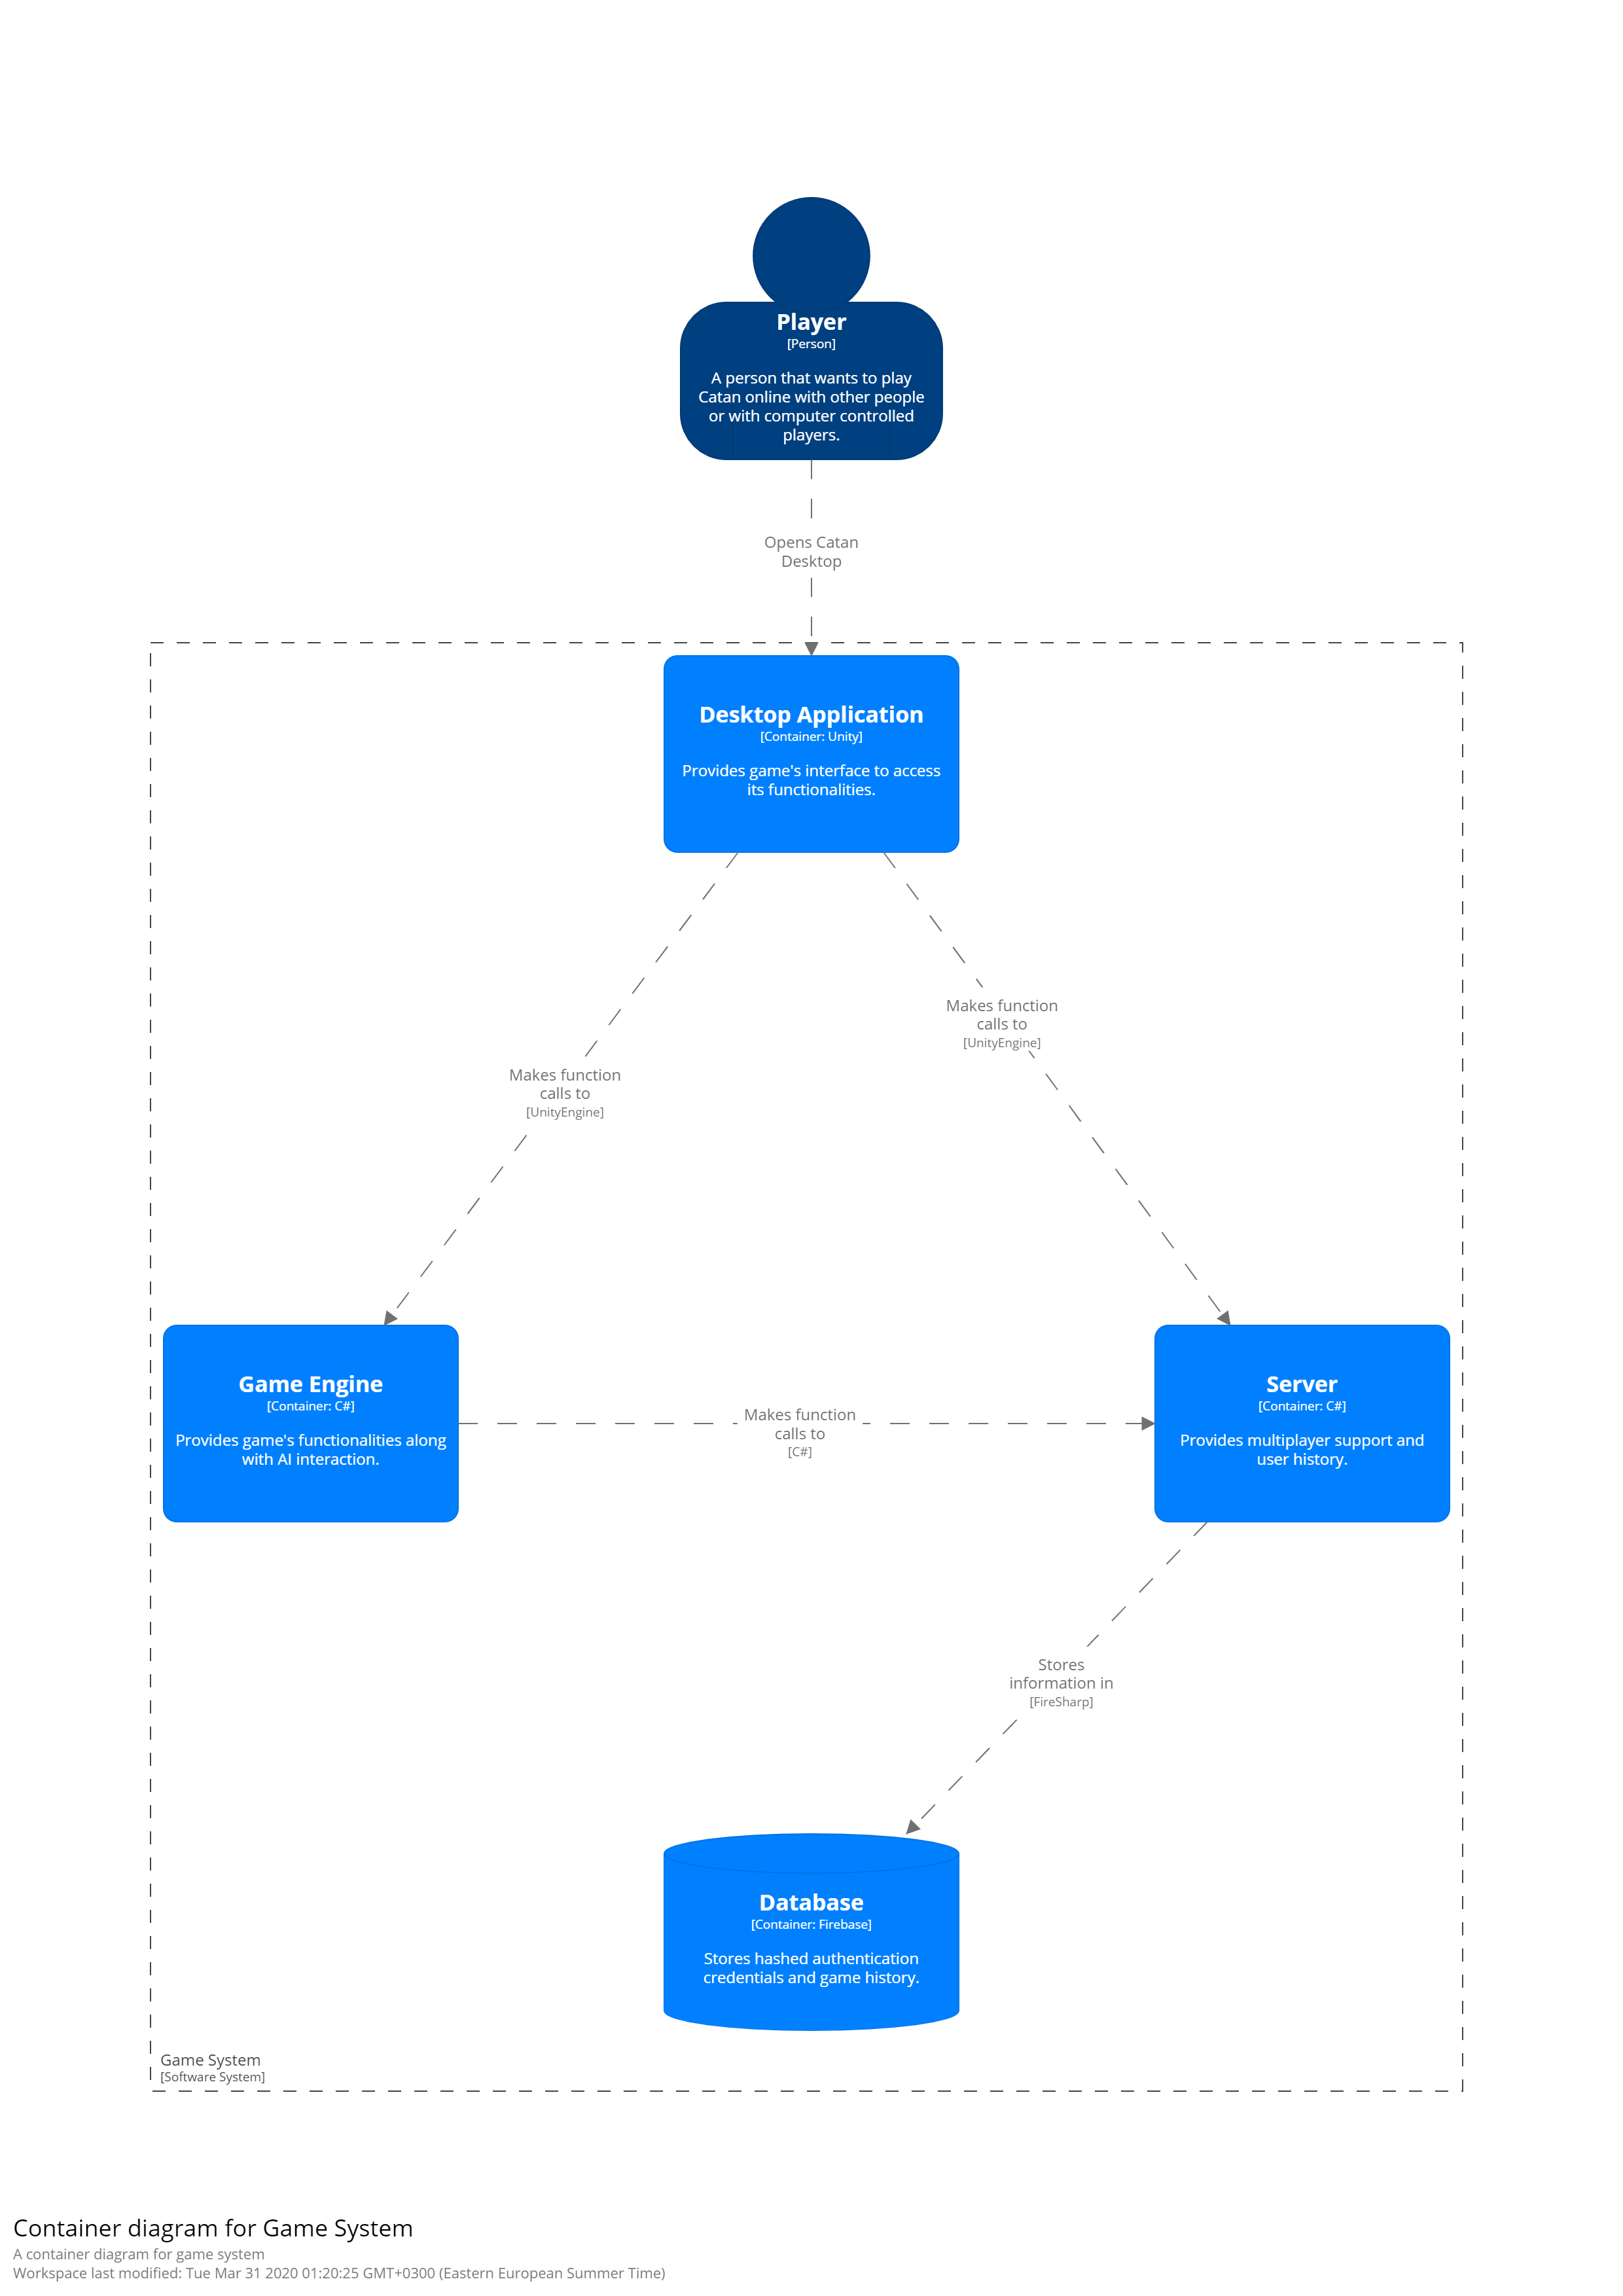 Player
[Person]
A person that wants to play
Catan online with other people
or with computer controlled
players.
Opens Catan
Desktop
Desktop Application
[Container: Unity]
Provides game's interface to access
its functionalities.
Makes function
calls to
[UnityEngine]
Makes function
calls to
[UnityEngine]
Game Engine
[Container: C#]
Provides game's functionalities along
with AI interaction.
Makes function
calls to
[C#]
Server
[Container: C#]
Provides multiplayer support and
user history.
Stores
information in
[FireSharp]
Database
[Container: Firebase]
Stores hashed authentication
credentials and game history.
Game System
[Software System]
Container diagram for Game System
A container diagram for game system
Workspace last modified: Tue Mar 31 2020 01:20:25 GMT+0300 (Eastern European Summer Time)